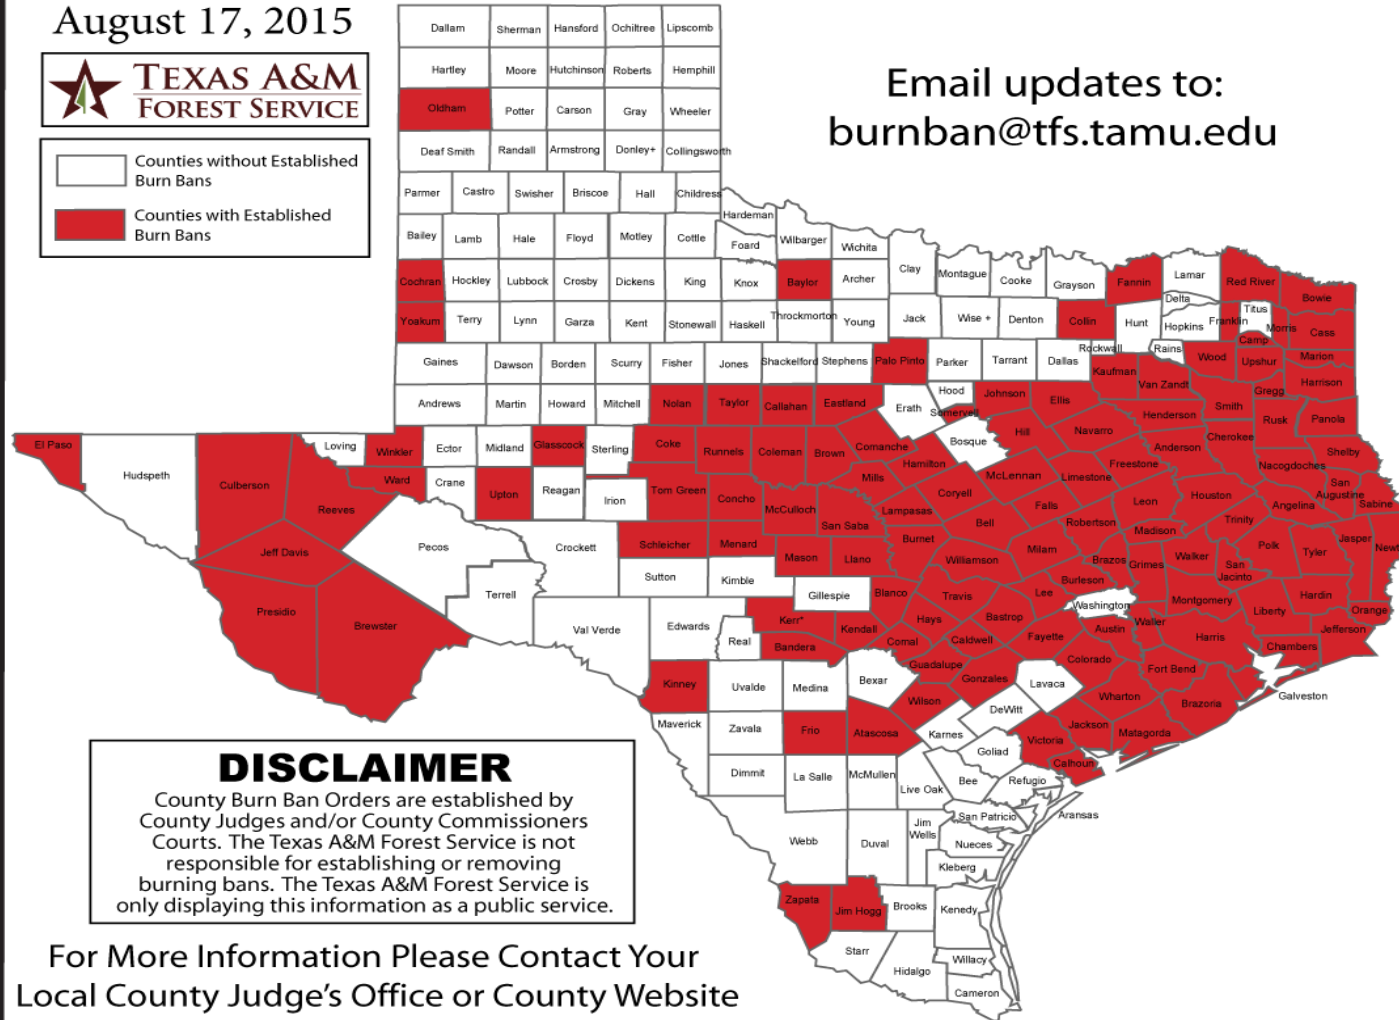 August 17, 2015
TEXAS A&M
FOREST SERVICE
Counties without Established
Burn Bans
Counties with Established
Burn Bans
Email updates to:
burnban@tfs.tamu.edu
Dallam Sherman Hansford Ochiltree Lipscomb
Hartley Moore Hutchinson Roberts Hemphill
Oldham Potter Carson Gray Wheeler
Deaf Smith Randall Armstrong Donley+ Collingsworth
Parmer Castro Swisher Briscoe Hall Childress
Hardeman
Bailey Lamb Hale Floyd Motley Cottle Foard Wilbarger Wichita
Cochran Hockley Lubbock Crosby Dickens King Knox Baylor Archer Clay Montague Cooke Grayson Fannin Lamar Red River Bowie
Yoakum Terry Lynn Garza Kent Stonewall Haskell Throckmorton Young Jack Wise + Denton Collin Hunt Delta Hopkins Franklin Titus Morris Cass
Camp
Gaines Dawson Borden Scurry Fisher Jones Shackelford Stephens Palo Pinto Parker Tarrant Dallas Rockwall Kaufman Rains Wood Upshur Marion
Van Zandt Gregg Harrison
Andrews Martin Howard Mitchell Nolan Taylor Callahan Eastland Erath Hood Somervell Johnson Ellis Henderson Smith Rusk Panola
El Paso Hudspeth Culberson Reeves Loving Winkler Ector Midland Glasscock Sterling Coke Runnels Coleman Brown Comanche Bosque Hill Navarro Anderson Cherokee Shelby
Ward Crane Upton Reagan Irion Tom Green Concho McCulloch San Saba Mills Hamilton McLennan Limestone Freestone Nacogdoches San Augustine Sabine
Lampasas Coryell Falls Leon Houston Angelina
Jeff Davis Pecos Crockett Schleicher Menard Mason Llano Burnet Bell Robertson Madison Trinity Polk Tyler Jasper Newt
Williamson Milam Brazos Grimes Walker San Jacinto
Presidio Brewster Terrell Sutton Kimble Gillespie Blanco Travis Lee Burleson Washington Montgomery Liberty Hardin Orange
Val Verde Edwards Real Kerr* Kendall Hays Bastrop Fayette Austin Waller Harris Jefferson
Bandera Comal Caldwell Chambers
Guadalupe Gonzales Colorado Fort Bend
Kinney Uvalde Medina Bexar Wilson Lavaca Wharton Brazoria Galveston
Maverick Zavala Frio Atascosa Karnes DeWitt Victoria Jackson Matagorda
Goliad Calhoun
Dimmit La Salle McMullen Live Oak Bee Refugio
Webb Duval Jim Wells San Patricio Aransas
Nueces
Kleberg
Zapata Jim Hogg Brooks Kenedy
Starr Hidalgo Willacy
Cameron
DISCLAIMER
County Burn Ban Orders are established by
County Judges and/or County Commissioners
Courts. The Texas A&M Forest Service is not
responsible for establishing or removing
burning bans. The Texas A&M Forest Service is
only displaying this information as a public service.
For More Information Please Contact Your
Local County Judge's Office or County Website